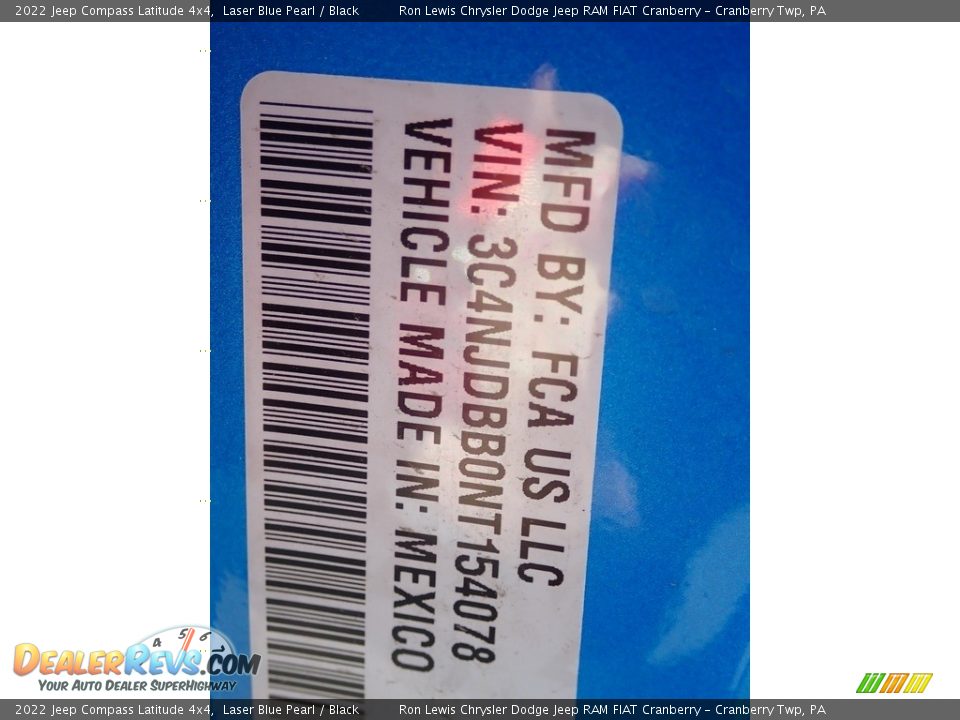 2022 Jeep Compass Latitude 4x4, Laser Blue Pearl / Black Ron Lewis Chrysler Dodge Jeep RAM FIAT Cranberry - Cranberry Twp, PA
MFD BY: FCA US LLC
VIN: 3C4NJDBB0NT154078
VEHICLE MADE IN: MEXICO
4 5 6
DEALERREVS.COM
YOUR AUTO DEALER SUPERHIGHWAY
2022 Jeep Compass Latitude 4x4, Laser Blue Pearl / Black Ron Lewis Chrysler Dodge Jeep RAM FIAT Cranberry - Cranberry Twp, PA